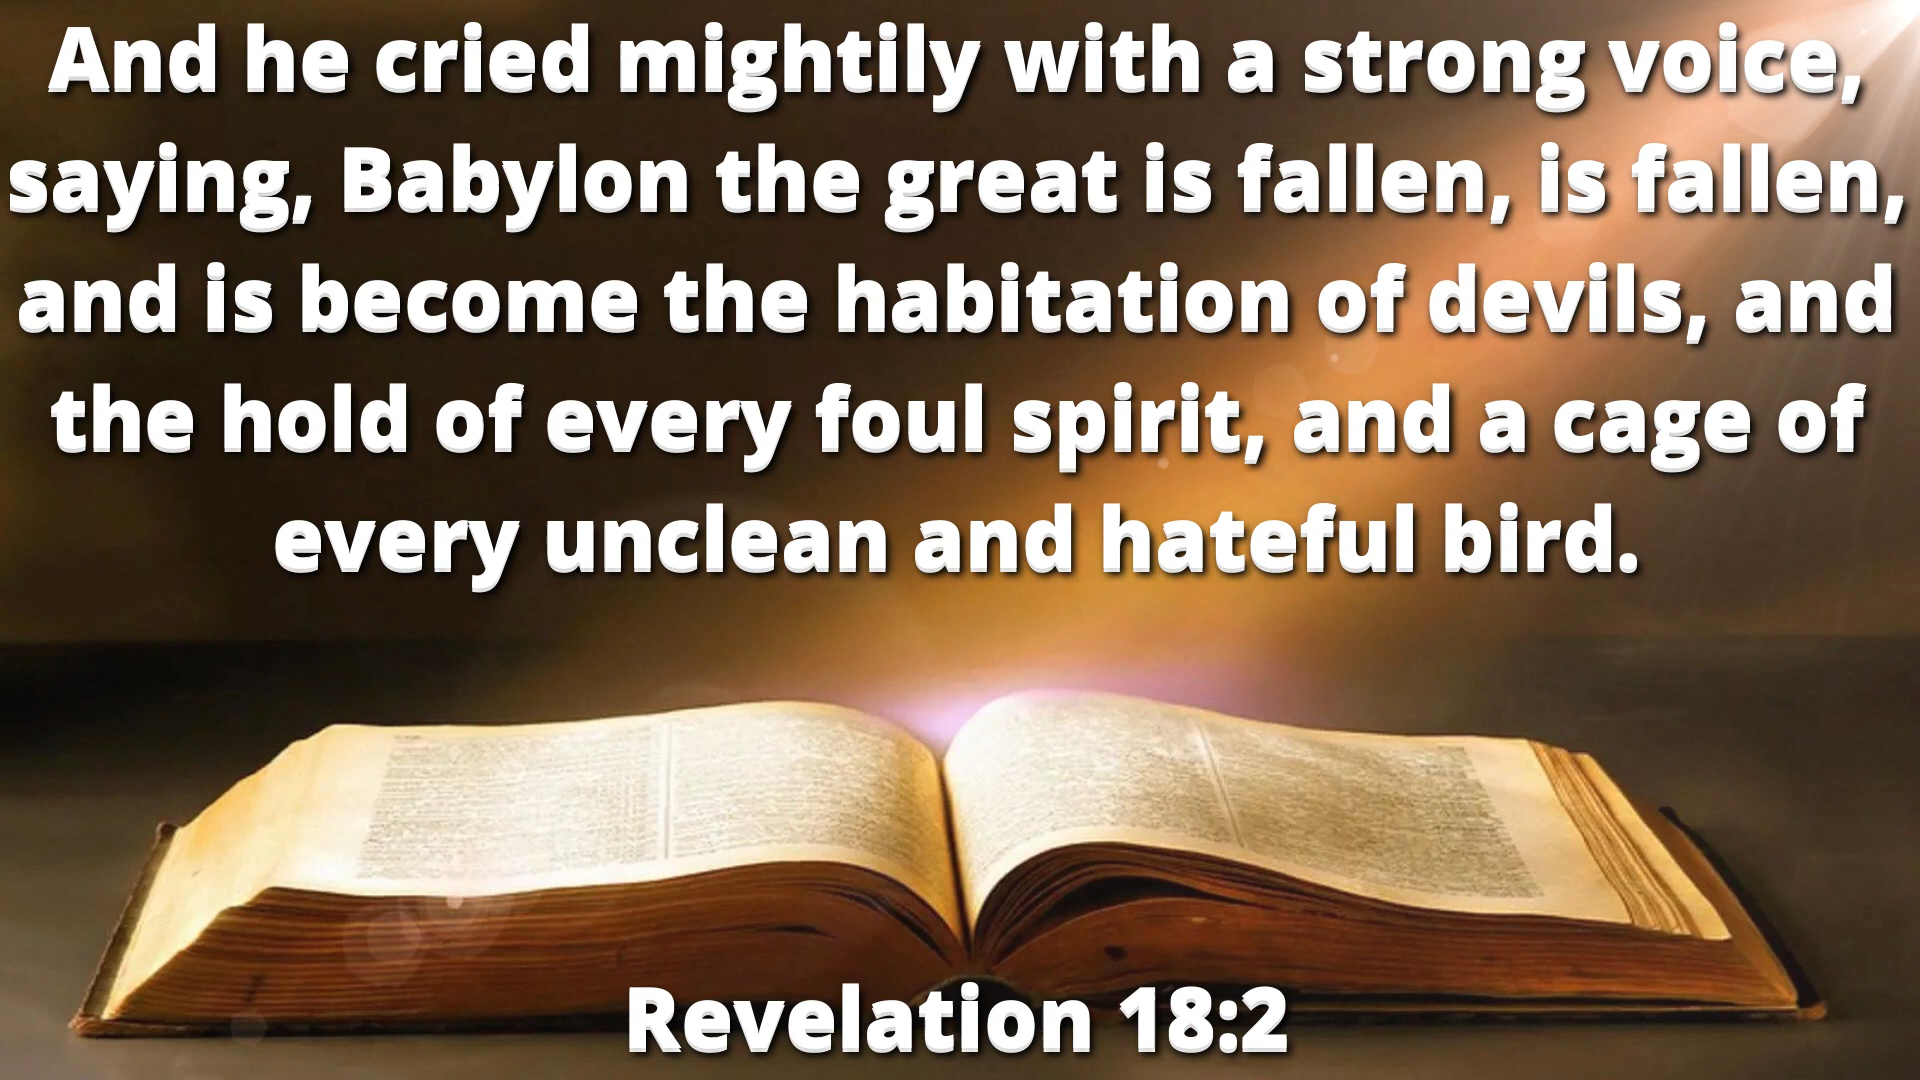 And he cried mightily with a strong voice,
saying, Babylon the great is fallen, is fallen,
and is become the habitation of devils, and
the hold of every foul spirit, and a cage of
every unclean and hateful bird.
Revelation 18:2